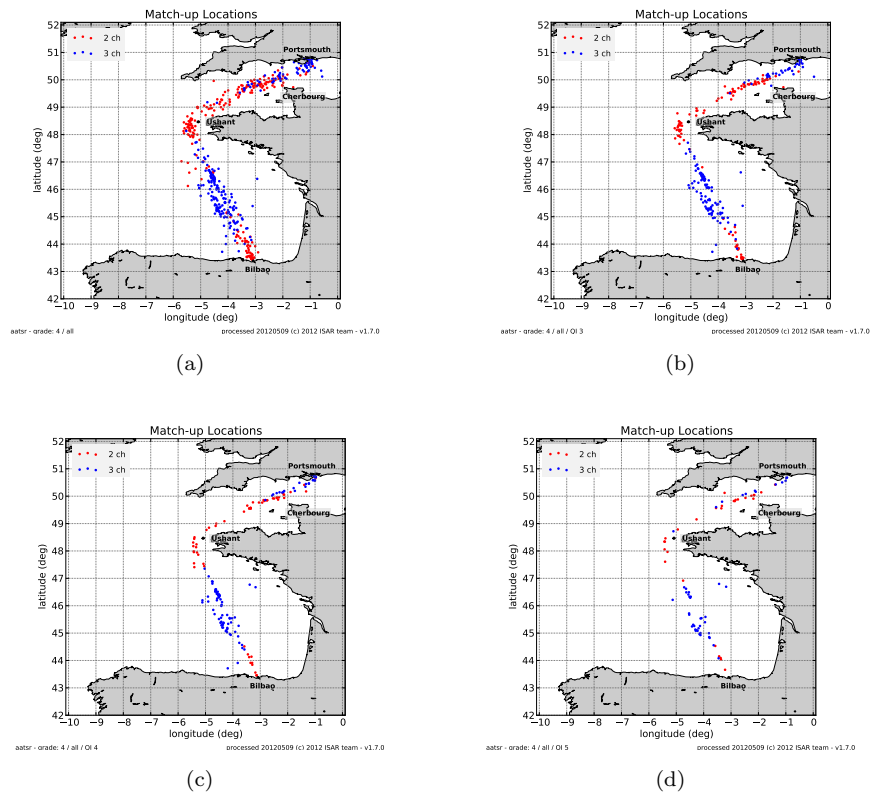 Match-up Locations
2 ch
3 ch
Portsmouth
Cherbourg
Ushant
Bilbao
52
51
50
49
48
47
46
45
44
43
42
latitude (deg)
−10 −9 −8 −7 −6 −5 −4 −3 −2 −1 0
longitude (deg)
aatsr - grade: 4 / all
processed 20120509 (c) 2012 ISAR team - v1.7.0
(a)
Match-up Locations
2 ch
3 ch
Portsmouth
Cherbourg
Ushant
Bilbao
52
51
50
49
48
47
46
45
44
43
42
latitude (deg)
−10 −9 −8 −7 −6 −5 −4 −3 −2 −1 0
longitude (deg)
aatsr - grade: 4 / all / QI 3
processed 20120509 (c) 2012 ISAR team - v1.7.0
(b)
Match-up Locations
2 ch
3 ch
Portsmouth
Cherbourg
Ushant
Bilbao
52
51
50
49
48
47
46
45
44
43
42
latitude (deg)
−10 −9 −8 −7 −6 −5 −4 −3 −2 −1 0
longitude (deg)
aatsr - grade: 4 / all / QI 4
processed 20120509 (c) 2012 ISAR team - v1.7.0
(c)
Match-up Locations
2 ch
3 ch
Portsmouth
Cherbourg
Ushant
Bilbao
52
51
50
49
48
47
46
45
44
43
42
latitude (deg)
−10 −9 −8 −7 −6 −5 −4 −3 −2 −1 0
longitude (deg)
aatsr - grade: 4 / all / QI 5
processed 20120509 (c) 2012 ISAR team - v1.7.0
(d)